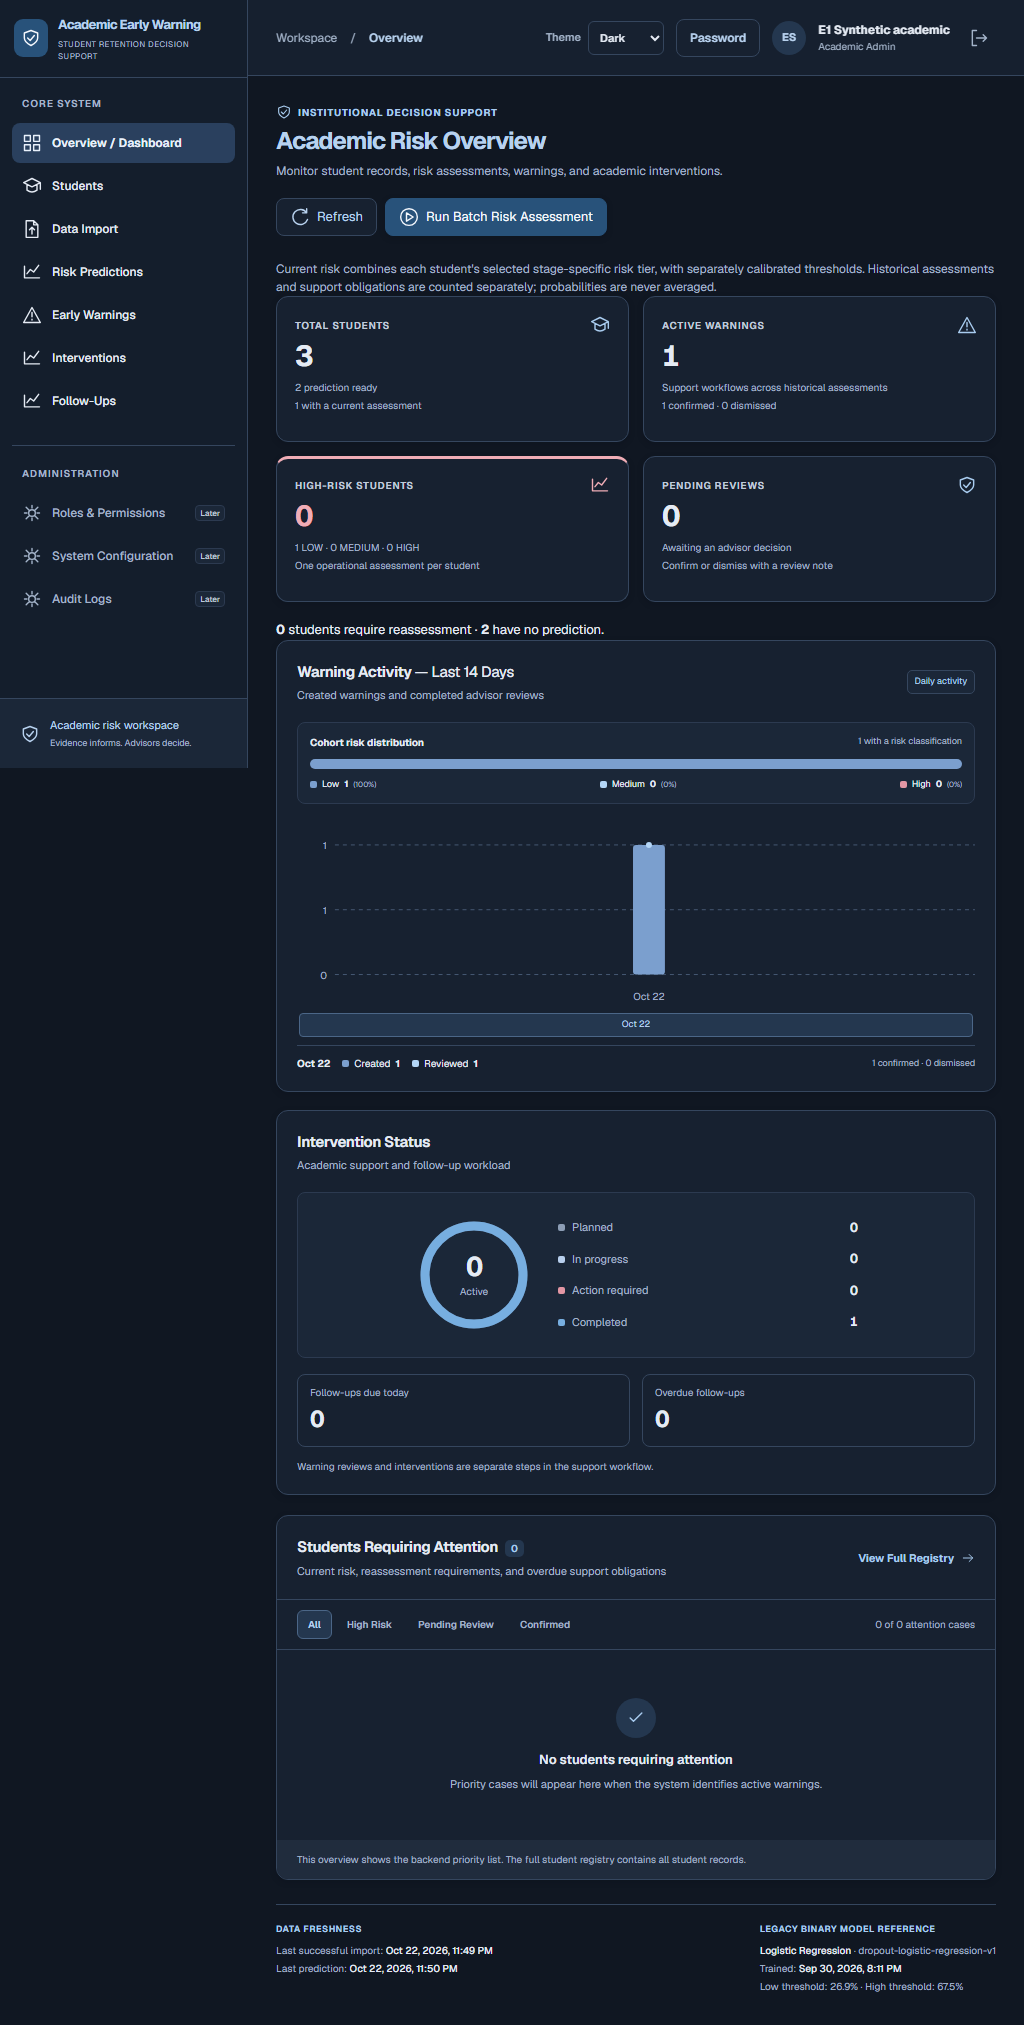 Academic Early Warning
STUDENT RETENTION DECISION
SUPPORT
CORE SYSTEM
Overview / Dashboard
Students
Data Import
Risk Predictions
Early Warnings
Interventions
Follow-Ups
ADMINISTRATION
Roles & Permissions Later
System Configuration Later
Audit Logs Later
Academic risk workspace
Evidence informs. Advisors decide.
Workspace / Overview
Theme Dark Password ES E1 Synthetic academic
Academic Admin
INSTITUTIONAL DECISION SUPPORT
Academic Risk Overview
Monitor student records, risk assessments, warnings, and academic interventions.
Refresh Run Batch Risk Assessment
Current risk combines each student's selected stage-specific risk tier, with separately calibrated thresholds. Historical assessments
and support obligations are counted separately; probabilities are never averaged.
TOTAL STUDENTS
3
2 prediction ready
1 with a current assessment
ACTIVE WARNINGS
1
Support workflows across historical assessments
1 confirmed · 0 dismissed
HIGH-RISK STUDENTS
0
1 LOW · 0 MEDIUM · 0 HIGH
One operational assessment per student
PENDING REVIEWS
0
Awaiting an advisor decision
Confirm or dismiss with a review note
0 students require reassessment · 2 have no prediction.
Warning Activity — Last 14 Days
Created warnings and completed advisor reviews
Daily activity
Cohort risk distribution 1 with a risk classification
Low 1 (100%) Medium 0 (0%) High 0 (0%)
1
1
0
Oct 22
Oct 22
Oct 22 Created 1 Reviewed 1 1 confirmed · 0 dismissed
Intervention Status
Academic support and follow-up workload
0
Active
Planned 0
In progress 0
Action required 0
Completed 1
Follow-ups due today
0
Overdue follow-ups
0
Warning reviews and interventions are separate steps in the support workflow.
Students Requiring Attention 0
Current risk, reassessment requirements, and overdue support obligations
View Full Registry
All High Risk Pending Review Confirmed 0 of 0 attention cases
No students requiring attention
Priority cases will appear here when the system identifies active warnings.
This overview shows the backend priority list. The full student registry contains all student records.
DATA FRESHNESS
Last successful import: Oct 22, 2026, 11:49 PM
Last prediction: Oct 22, 2026, 11:50 PM
LEGACY BINARY MODEL REFERENCE
Logistic Regression · dropout-logistic-regression-v1
Trained: Sep 30, 2026, 8:11 PM
Low threshold: 26.9% · High threshold: 67.5%